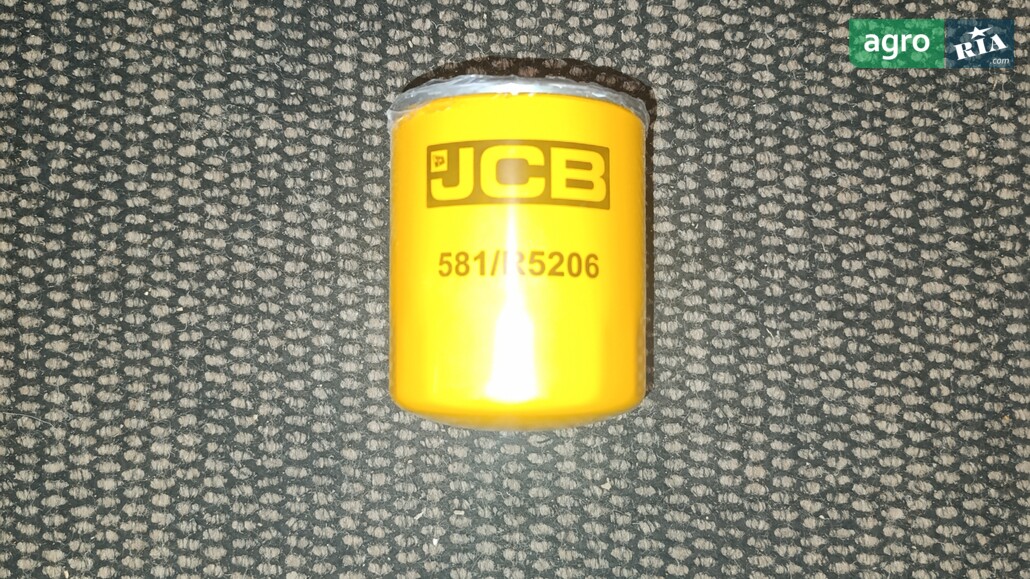 agro
RIA
.com
JCB
581/R5206